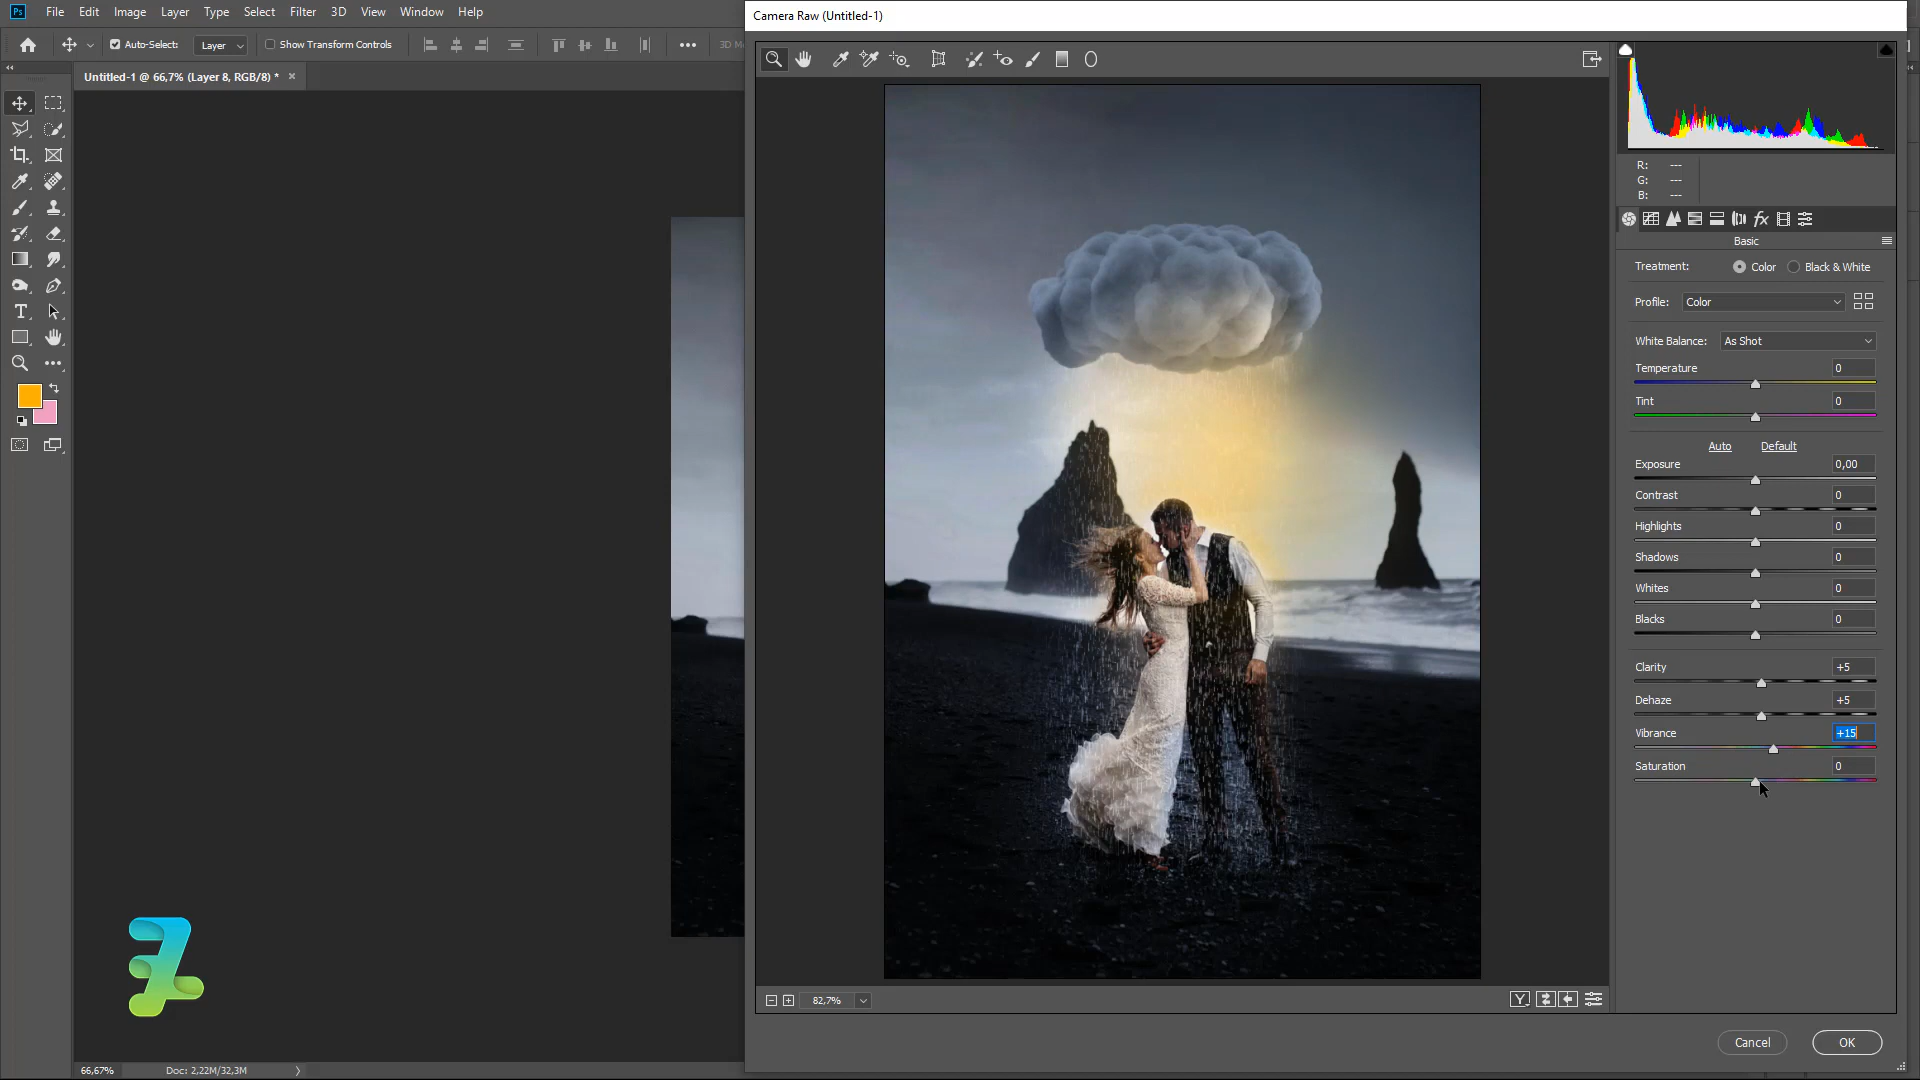 Ps File Edit Image Layer Type Select Filter 3D View Window Help
Auto-Select: Layer Show Transform Controls 3D M
Untitled-1 @ 66,7% (Layer 8, RGB/8) *
66,67% Doc: 2,22M/32,3M
Camera Raw (Untitled-1)
82,7%
Y
R: ---
G: ---
B: ---
fx
Basic
Treatment: Color Black & White
Profile: Color
White Balance: As Shot
Temperature 0
Tint 0
Auto Default
Exposure 0,00
Contrast 0
Highlights 0
Shadows 0
Whites 0
Blacks 0
Clarity +5
Dehaze +5
Vibrance +15
Saturation 0
Cancel OK